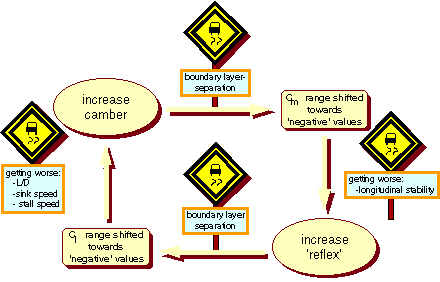 boundary layer-
separation
increase
camber
Cm range shifted
towards
'negative' values
getting worse:
-L/D
-sink speed
- stall speed
getting worse:
-longitudinal stability
boundary layer
separation
Cl range shifted
towards
'negative' values
increase
'reflex'